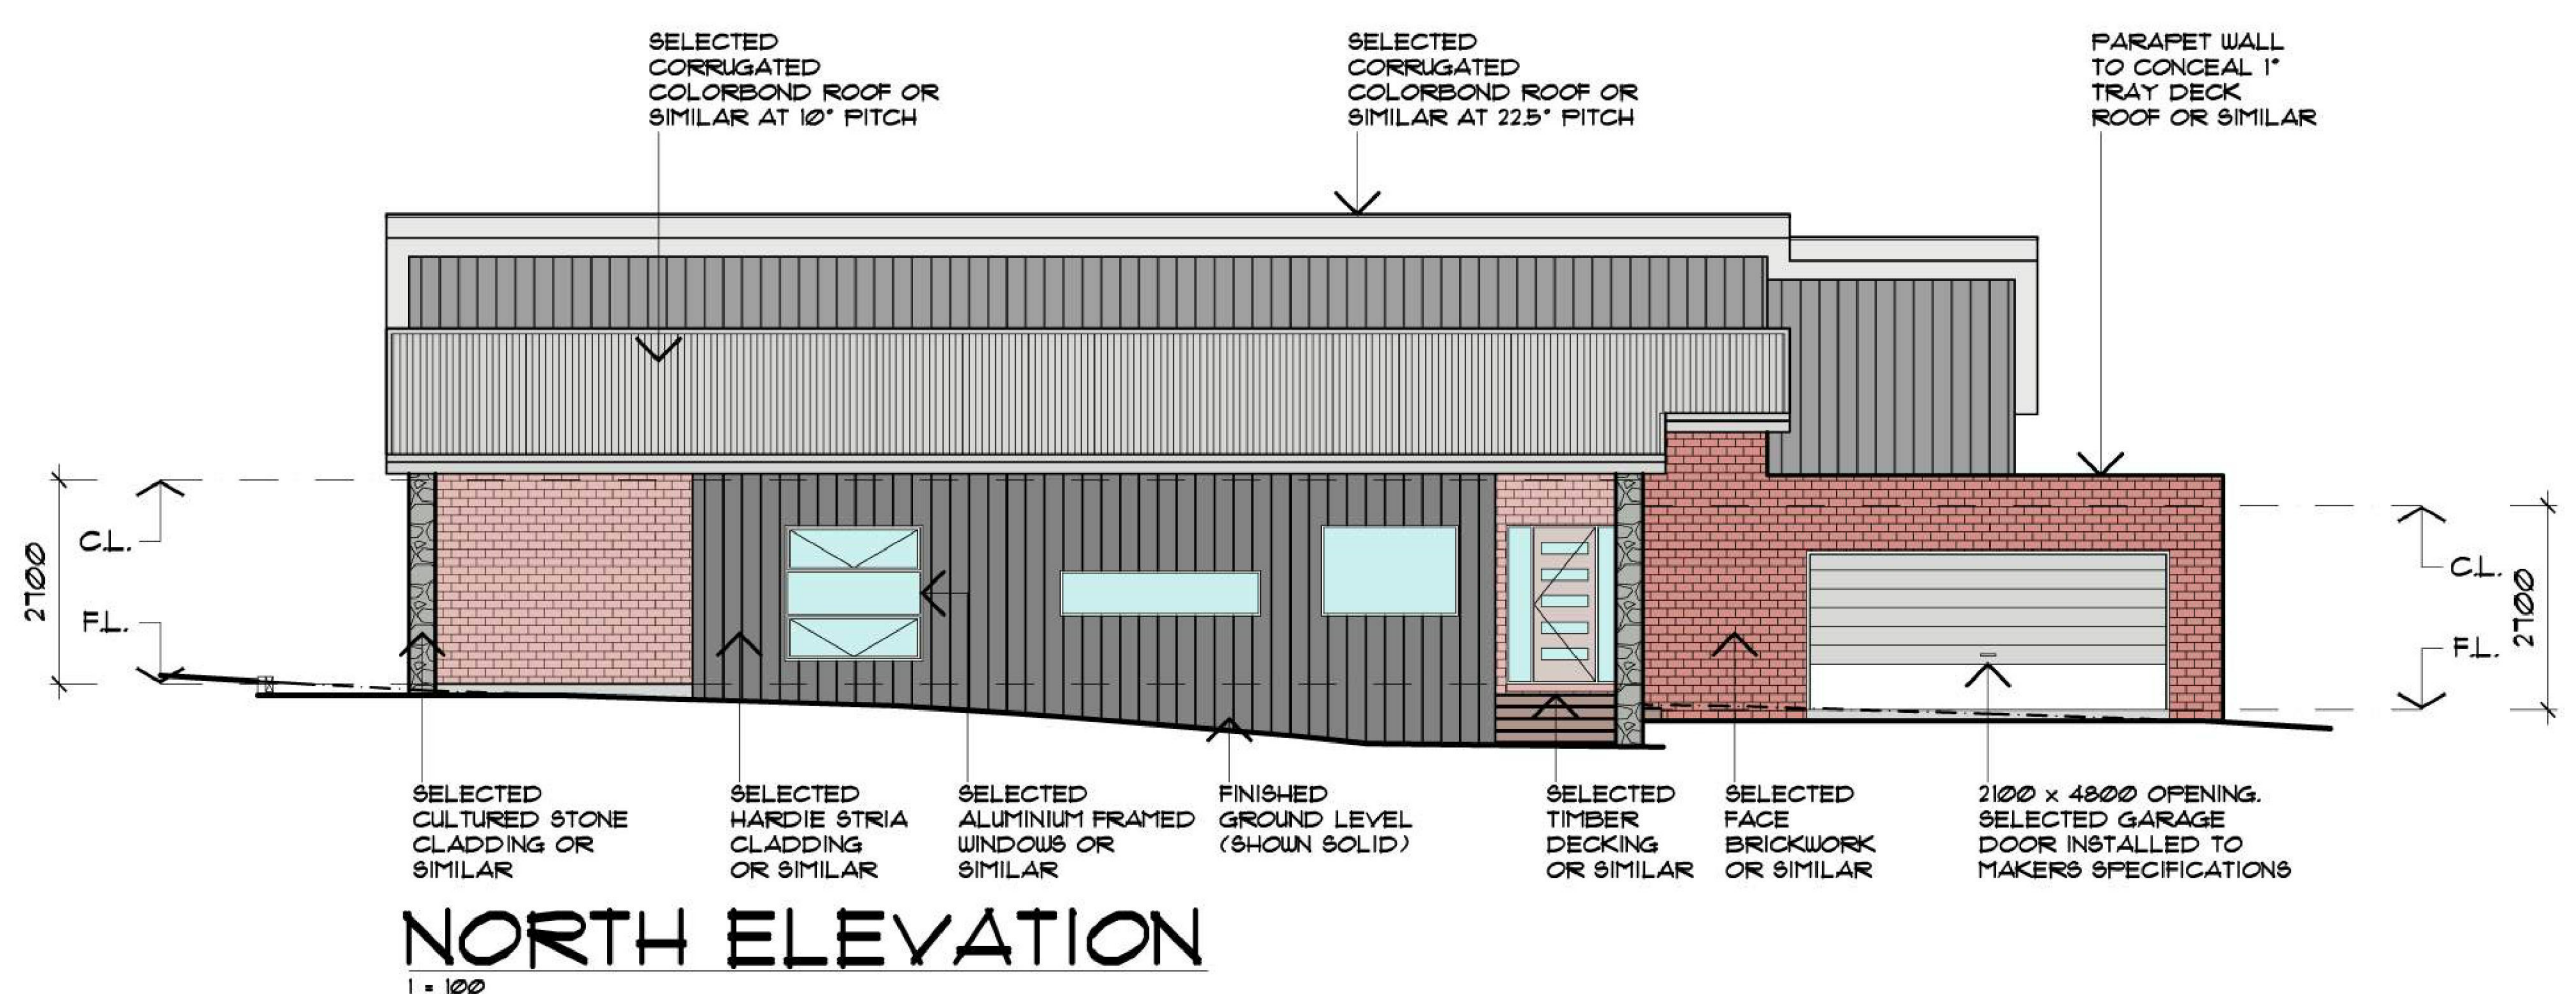 SELECTED
CORRUGATED
COLORBOND ROOF OR
SIMILAR AT 10° PITCH
SELECTED
CORRUGATED
COLORBOND ROOF OR
SIMILAR AT 22.5° PITCH
PARAPET WALL
TO CONCEAL 1°
TRAY DECK
ROOF OR SIMILAR
2700
C.L.
F.L.
C.L.
F.L.
2700
SELECTED
CULTURED STONE
CLADDING OR
SIMILAR
SELECTED
HARDIE STRIA
CLADDING
OR SIMILAR
SELECTED
ALUMINIUM FRAMED
WINDOWS OR
SIMILAR
FINISHED
GROUND LEVEL
(SHOWN SOLID)
SELECTED
TIMBER
DECKING
OR SIMILAR
SELECTED
FACE
BRICKWORK
OR SIMILAR
2100 x 4800 OPENING.
SELECTED GARAGE
DOOR INSTALLED TO
MAKERS SPECIFICATIONS
NORTH ELEVATION
1 = 100